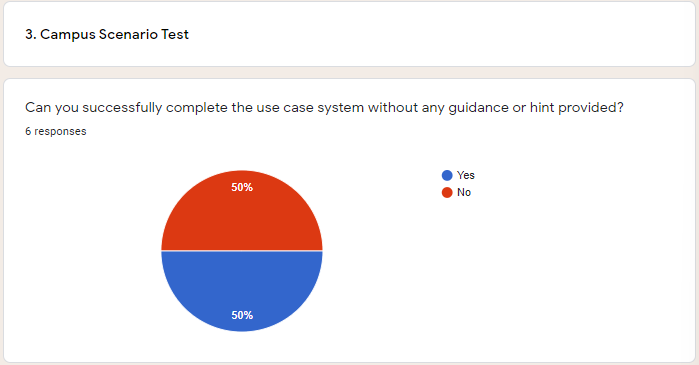 3. Campus Scenario Test
Can you successfully complete the use case system without any guidance or hint provided?
6 responses
50%
Yes
No
50%